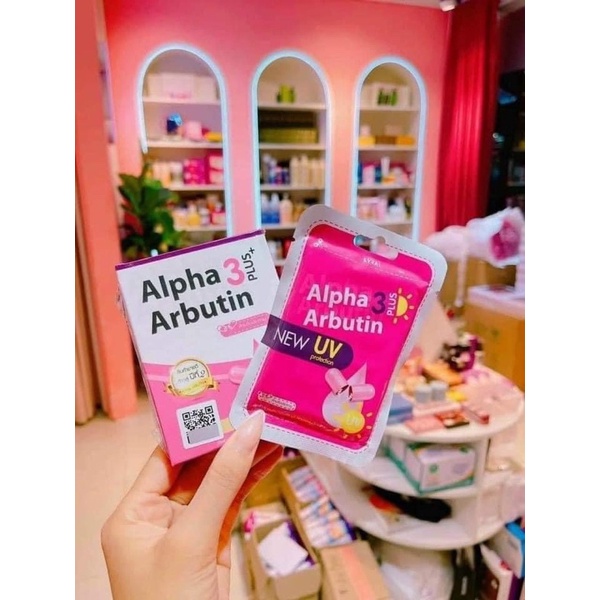 Alpha 3 PLUS+
Arbutin
Alpha 3 PLUS
Arbutin
NEW UV
protection